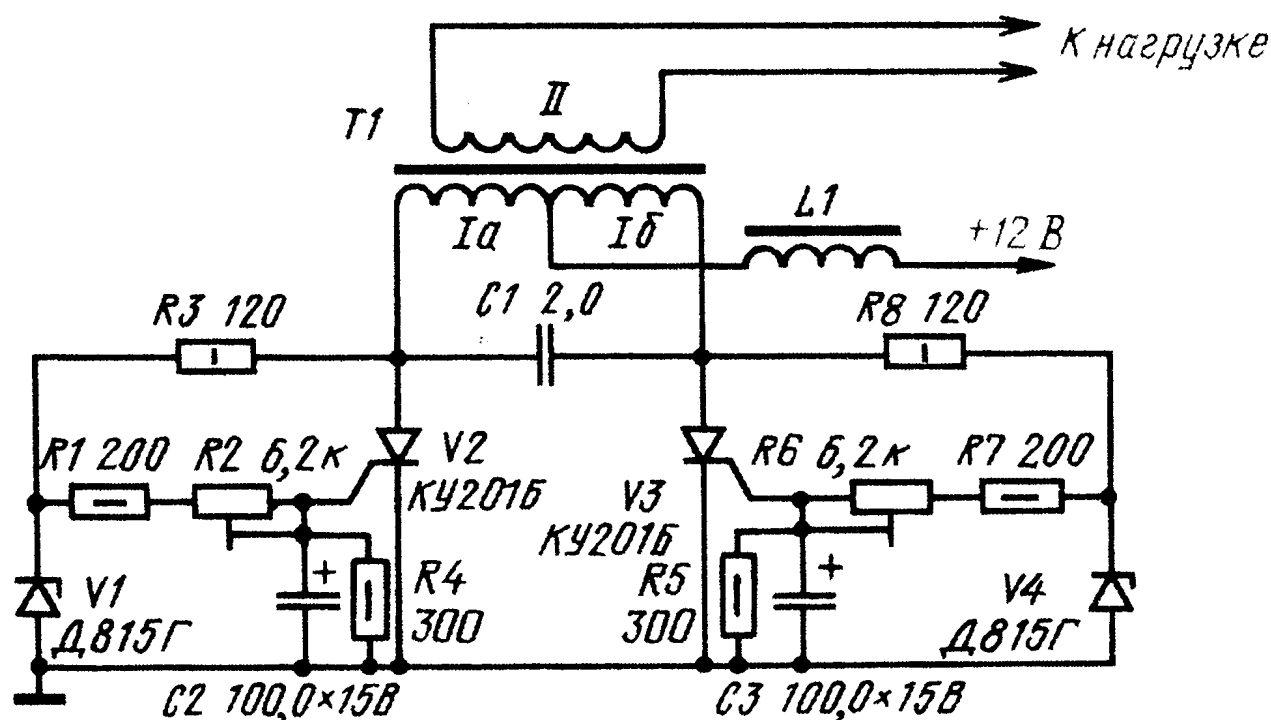 К нагрузке
II
T1
L1
+12 В
Iа
Iб
C1 2,0
R3 120
R8 120
R1 200
R2 6,2к
V2
КУ201Б
R6 6,2к
R7 200
V3
КУ201Б
+
+
V1
Д815Г
R4
300
R5
300
V4
Д815Г
C2 100,0×15В
C3 100,0×15В